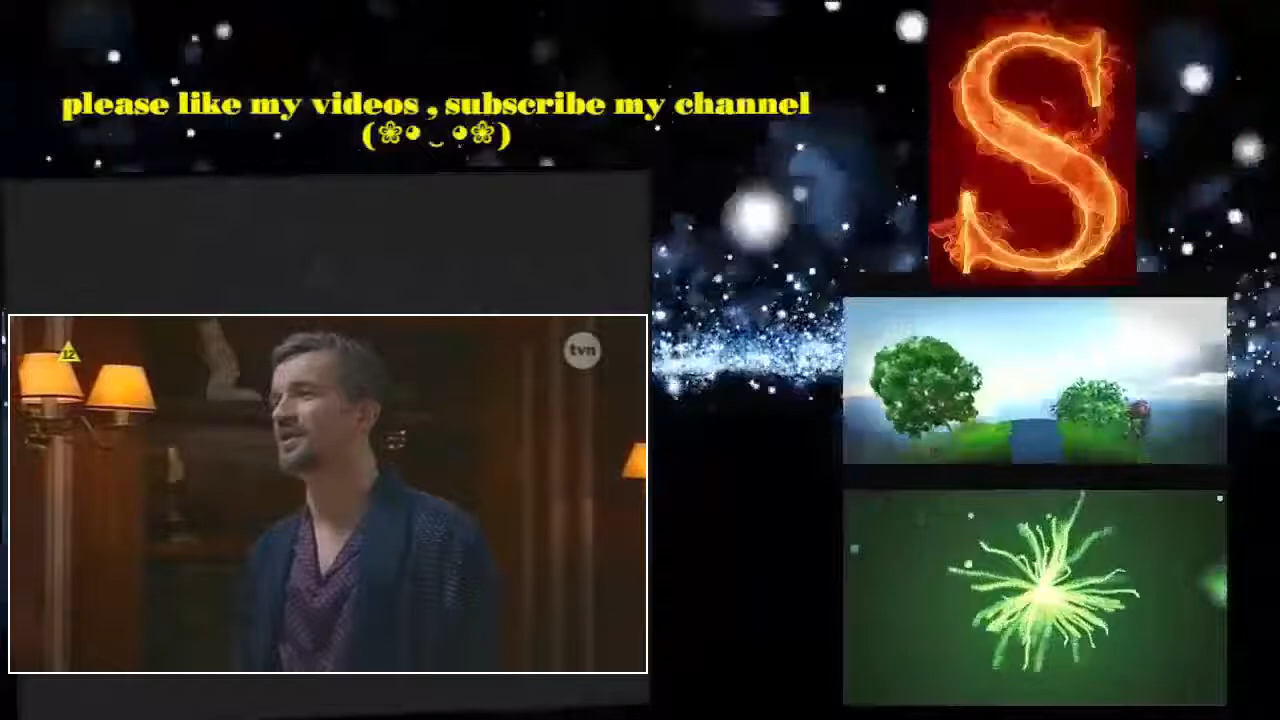 please like my videos , subscribe my channel
(❀◕ ‿ ◕❀)
S
12
tvn